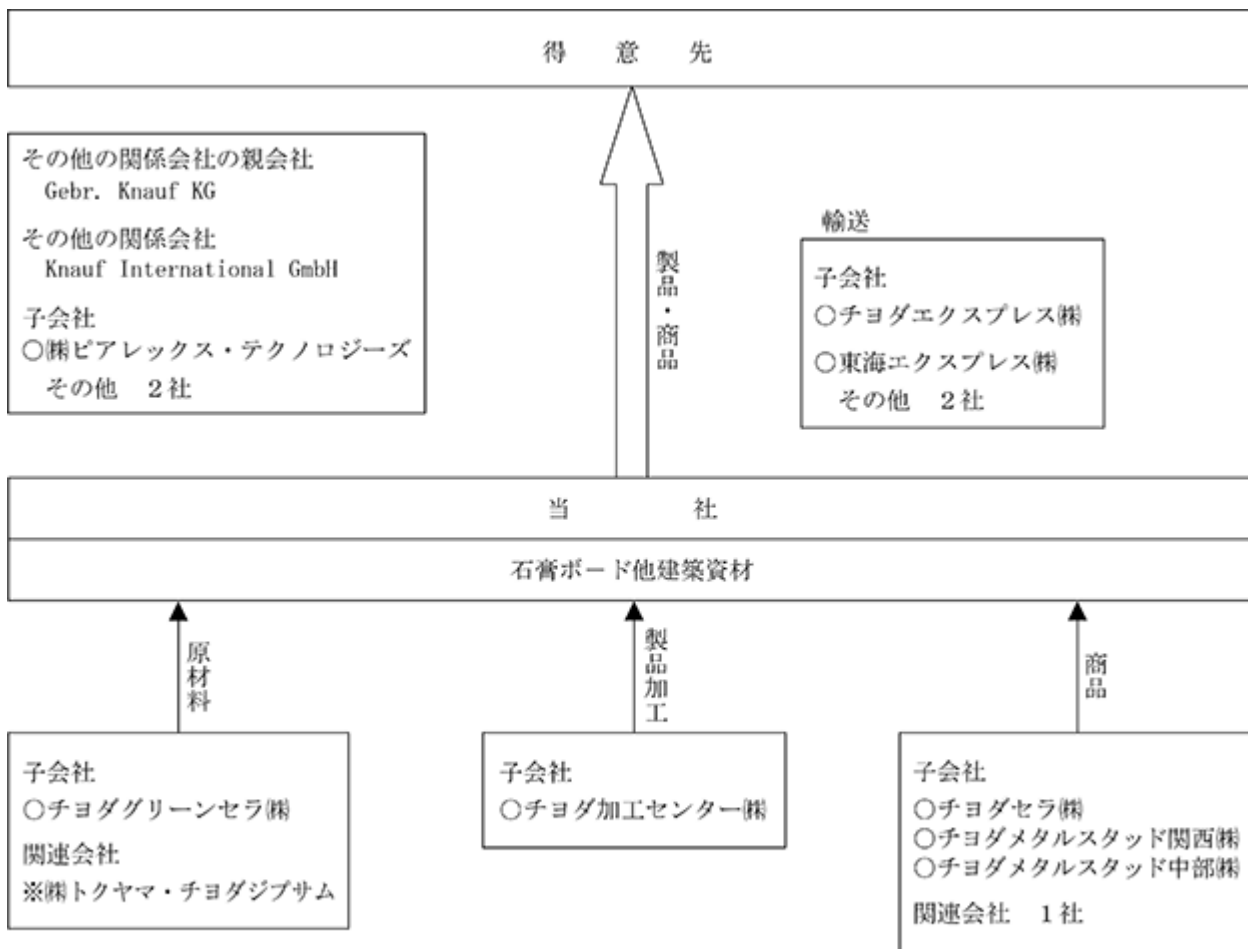 得 意 先
その他の関係会社の親会社
Gebr. Knauf KG
その他の関係会社
Knauf International GmbH
子会社
○㈱ピアレックス・テクノロジーズ
その他 2社
製品・商品
輸送
子会社
○チヨダエクスプレス㈱
○東海エクスプレス㈱
その他 2社
当 社
石膏ボード他建築資材
原材料
製品加工
商品
子会社
○チヨダグリーンセラ㈱
関連会社
※㈱トクヤマ・チヨダジプサム
子会社
○チヨダ加工センター㈱
子会社
○チヨダセラ㈱
○チヨダメタルスタッド関西㈱
○チヨダメタルスタッド中部㈱
関連会社 1社